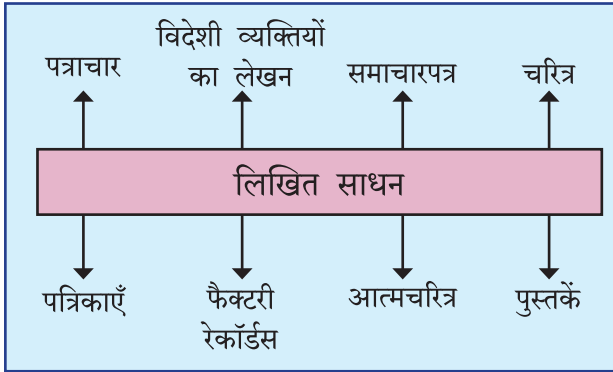 पत्राचार
विदेशी व्यक्तियों
का लेखन
समाचारपत्र
चरित्र
लिखित साधन
पत्रिकाएँ
फैक्टरी
रेकॉर्डस
आत्मचरित्र
पुस्तकें